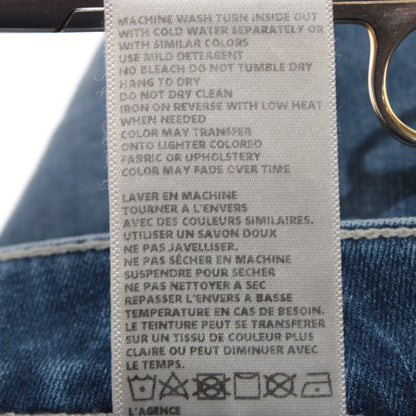 MACHINE WASH TURN INSIDE OUT
WITH COLD WATER SEPARATELY OR
WITH SIMILAR COLORS
USE MILD DETERGENT
NO BLEACH DO NOT TUMBLE DRY
HANG TO DRY
DO NOT DRY CLEAN
IRON ON REVERSE WITH LOW HEAT
WHEN NEEDED
COLOR MAY TRANSFER
ONTO LIGHTER COLORED
FABRIC OR UPHOLSTERY
COLOR MAY FADE OVER TIME
LAVER EN MACHINE
TOURNER À L'ENVERS
AVEC DES COULEURS SIMILAIRES.
UTILISER UN SAVON DOUX
NE PAS JAVELLISER.
NE PAS SÉCHER EN MACHINE
SUSPENDRE POUR SÉCHER
NE PAS NETTOYER A SEC
REPASSER L'ENVERS A BASSE
TEMPÉRATURE EN CAS DE BESOIN.
LE TEINTURE PEUT SE TRANSFERER
SUR UN TISSU DE COULEUR PLUS
CLAIRE OU PEUT DIMINUER AVEC
LE TEMPS
L'AGENCE